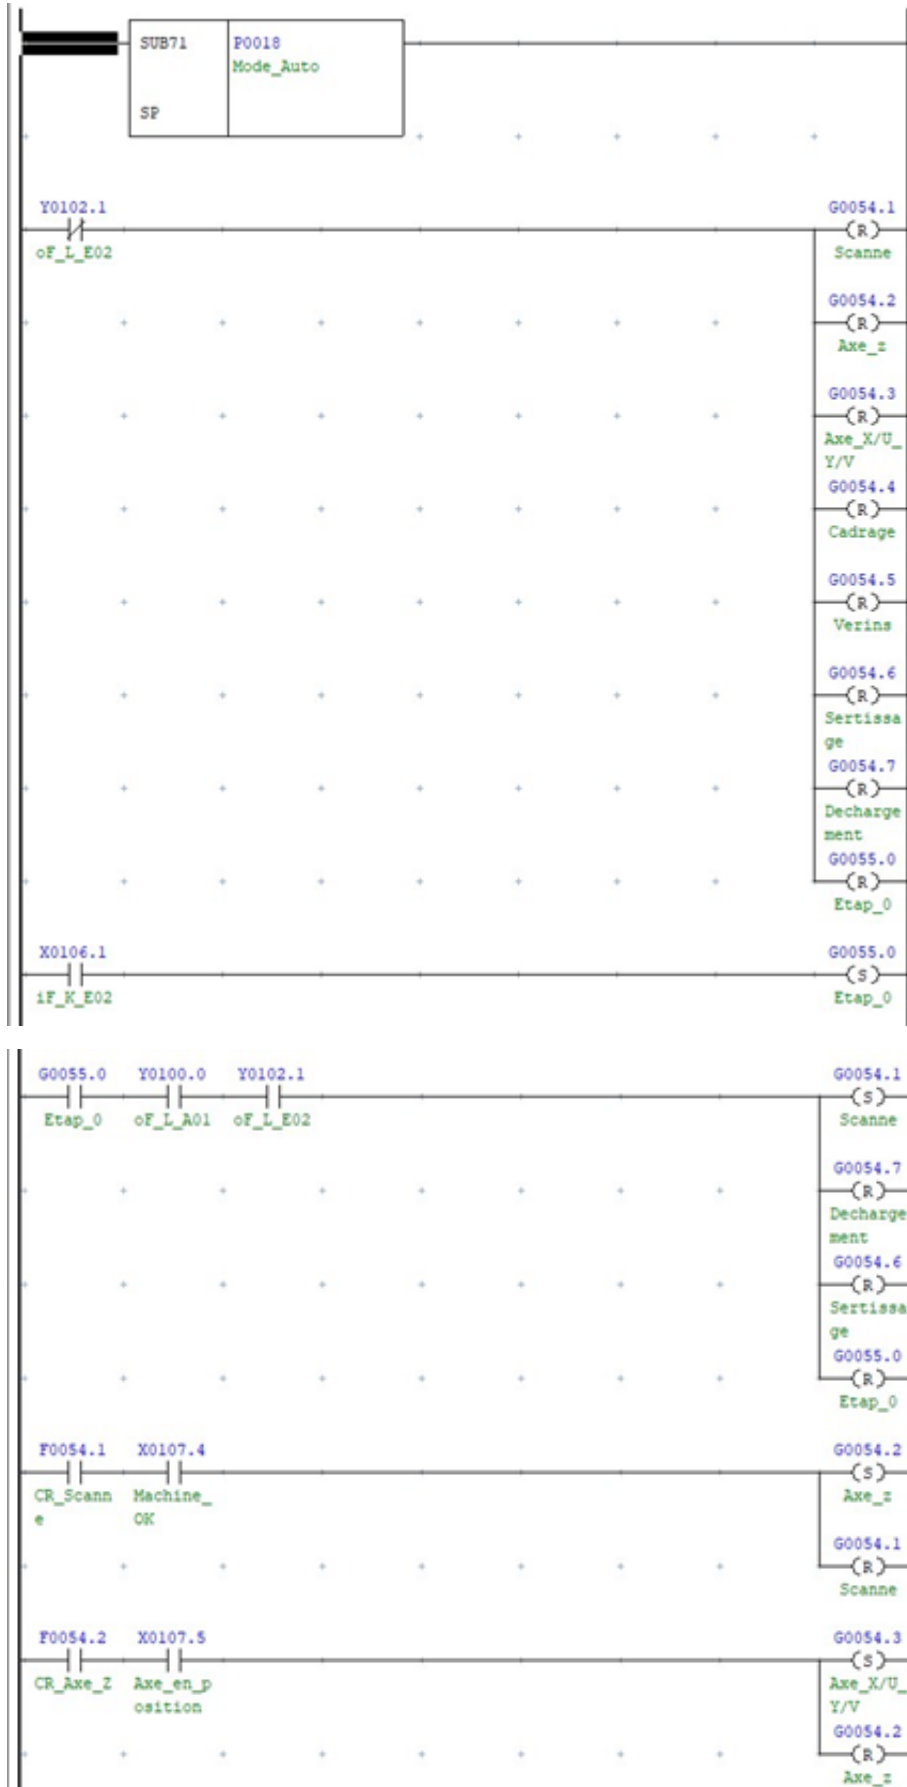 SUB71 P0018
Mode_Auto
SP
Y0102.1 G0054.1
(R)
oF_L_E02 Scanne
G0054.2
(R)
Axe_z
G0054.3
(R)
Axe_X/U_
Y/V
G0054.4
(R)
Cadrage
G0054.5
(R)
Verins
G0054.6
(R)
Sertissa
ge
G0054.7
(R)
Decharge
ment
G0055.0
(R)
Etap_0
X0106.1 G0055.0
(S)
iF_K_E02 Etap_0
G0055.0 Y0100.0 Y0102.1 G0054.1
(S)
Etap_0 oF_L_A01 oF_L_E02 Scanne
G0054.7
(R)
Decharge
ment
G0054.6
(R)
Sertissa
ge
G0055.0
(R)
Etap_0
F0054.1 X0107.4 G0054.2
(S)
CR_Scann Machine_ Axe_z
e OK
G0054.1
(R)
Scanne
F0054.2 X0107.5 G0054.3
(S)
CR_Axe_Z Axe_en_p Axe_X/U_
osition Y/V
G0054.2
(R)
Axe_z